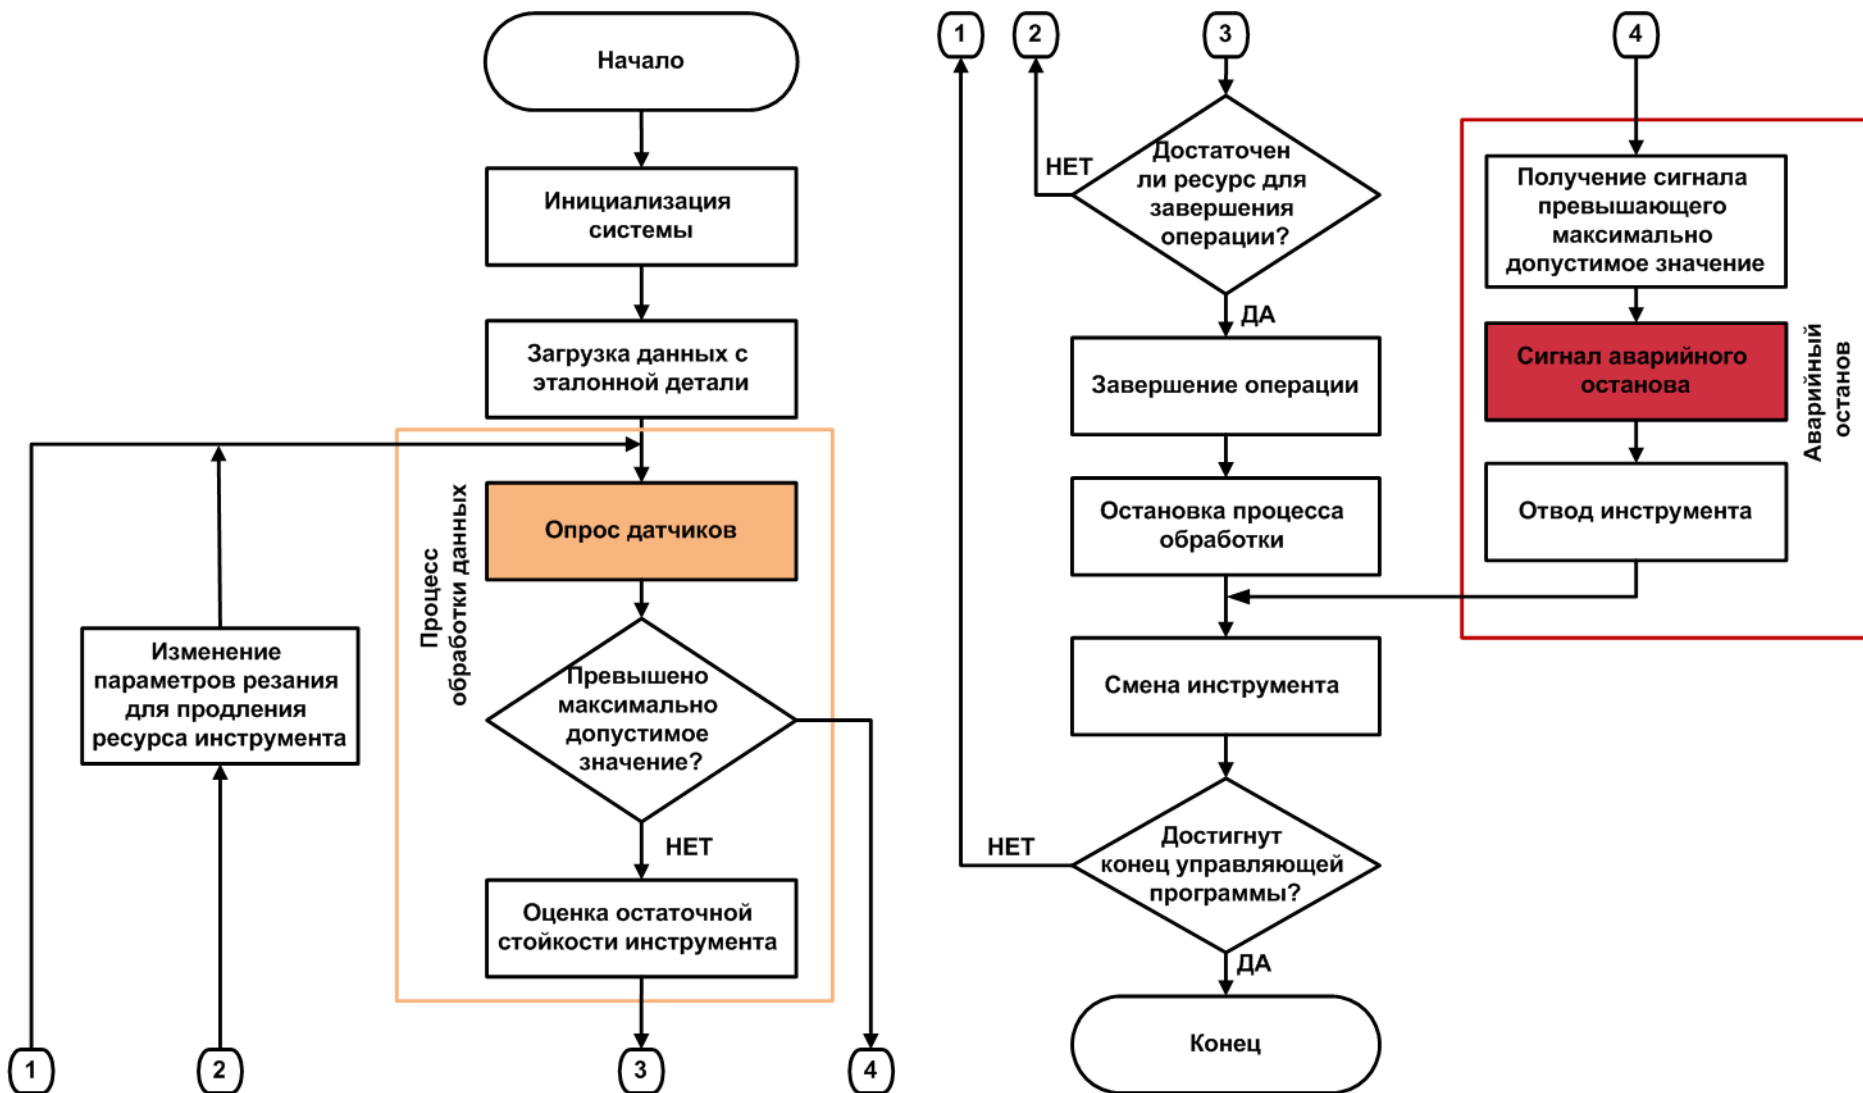 Начало
Инициализация
системы
Загрузка данных с
эталонной детали
Процесс
обработки данных
Опрос датчиков
Превышено
максимально
допустимое
значение?
НЕТ
Оценка остаточной
стойкости инструмента
Изменение
параметров резания
для продления
ресурса инструмента
1
2
3
4
1
2
3
4
Достаточен
ли ресурс для
завершения
операции?
НЕТ
ДА
Завершение операции
Остановка процесса
обработки
Смена инструмента
Достигнут
конец управляющей
программы?
НЕТ
ДА
Конец
Получение сигнала
превышающего
максимально
допустимое значение
Сигнал аварийного
останова
Отвод инструмента
Аварийный
останов